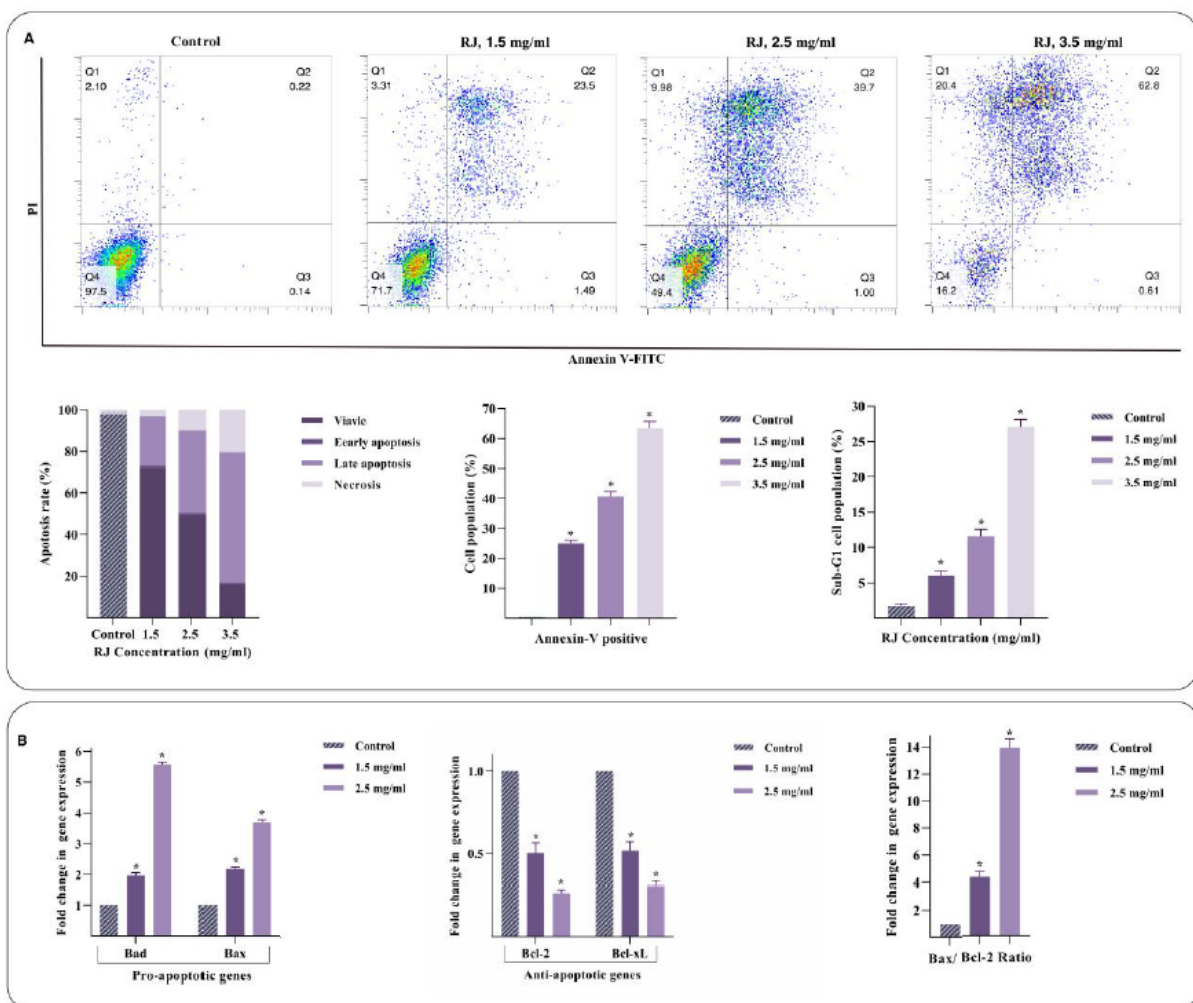 A
Control
RJ, 1.5 mg/ml
RJ, 2.5 mg/ml
RJ, 3.5 mg/ml
Q1
2.10
Q2
0.22
Q4
97.5
Q3
0.14
Q1
3.31
Q2
23.5
Q4
71.7
Q3
1.49
Q1
9.98
Q2
39.7
Q4
49.4
Q3
1.00
Q1
20.4
Q2
62.8
Q4
16.2
Q3
0.61
PI
Annexin V-FITC
Apotosis rate (%)
100
80
60
40
20
Control 1.5 2.5 3.5
RJ Concentration (mg/ml)
Viavle
Eearly apoptosis
Late apoptosis
Necrosis
Cell population (%)
70
60
50
40
30
20
10
* * *
Annexin-V positive
Control
1.5 mg/ml
2.5 mg/ml
3.5 mg/ml
Sub-G1 cell population (%)
30
25
20
15
10
5
* * *
RJ Concentration (mg/ml)
Control
1.5 mg/ml
2.5 mg/ml
3.5 mg/ml
B
Fold change in gene expression
6
5
4
3
2
1
* * * *
Bad Bax
Pro-apoptotic genes
Control
1.5 mg/ml
2.5 mg/ml
Fold change in gene expression
1.0
0.5
* * * *
Bcl-2 Bcl-xL
Anti-apoptotic genes
Control
1.5 mg/ml
2.5 mg/ml
Fold change in gene expression
14
12
10
8
6
4
2
* *
Bax/ Bcl-2 Ratio
Control
1.5 mg/ml
2.5 mg/ml